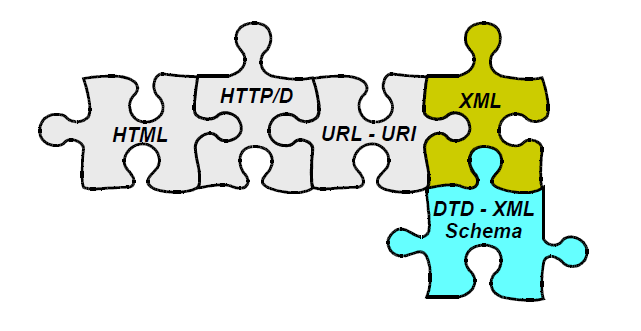 HTML
HTTP/D
URL - URI
XML
DTD - XML
Schema